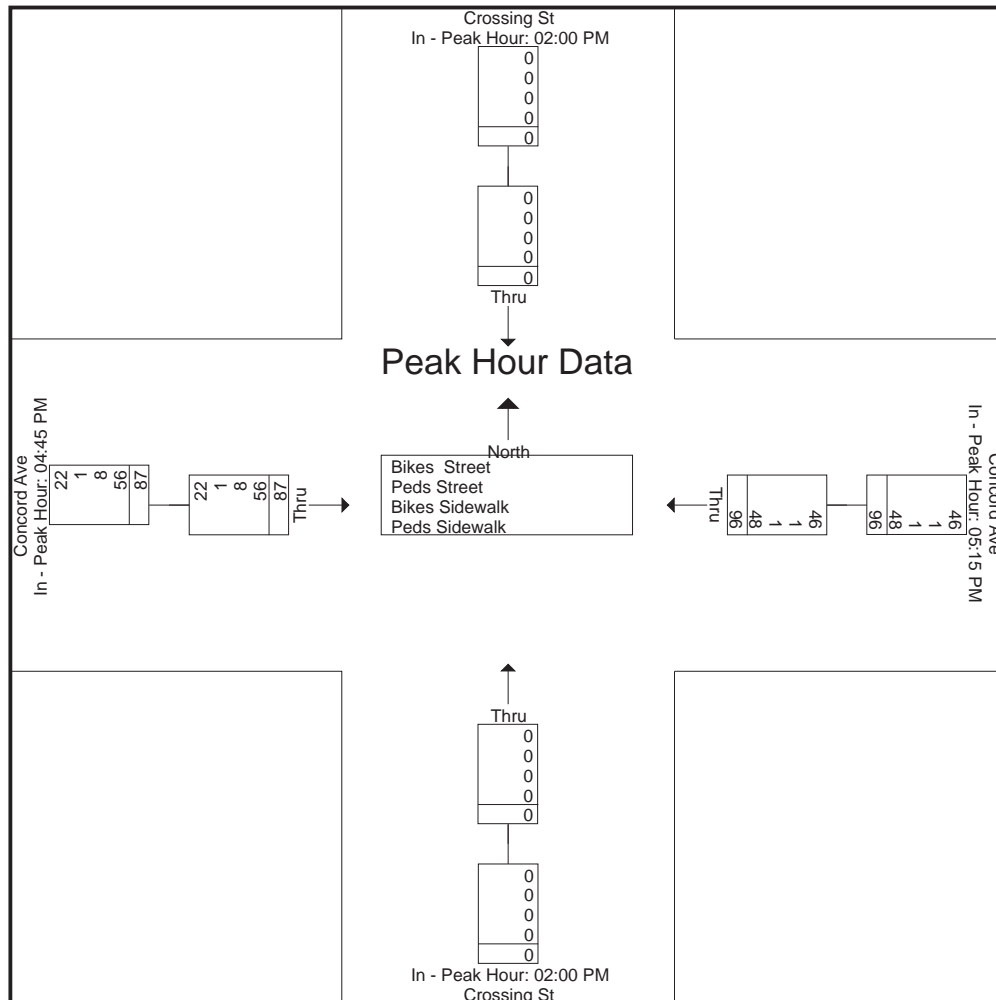 Crossing St
In - Peak Hour: 02:00 PM
0
0
0
0
0
0
0
0
0
0
Thru
Peak Hour Data
Concord Ave
In - Peak Hour: 04:45 PM
22
1
8
56
87
22
1
8
56
87
Thru
North
Bikes Street
Peds Street
Bikes Sidewalk
Peds Sidewalk
Concord Ave
In - Peak Hour: 05:15 PM
46
1
1
48
96
46
1
1
48
96
Thru
Thru
0
0
0
0
0
0
0
0
0
0
In - Peak Hour: 02:00 PM
Crossing St